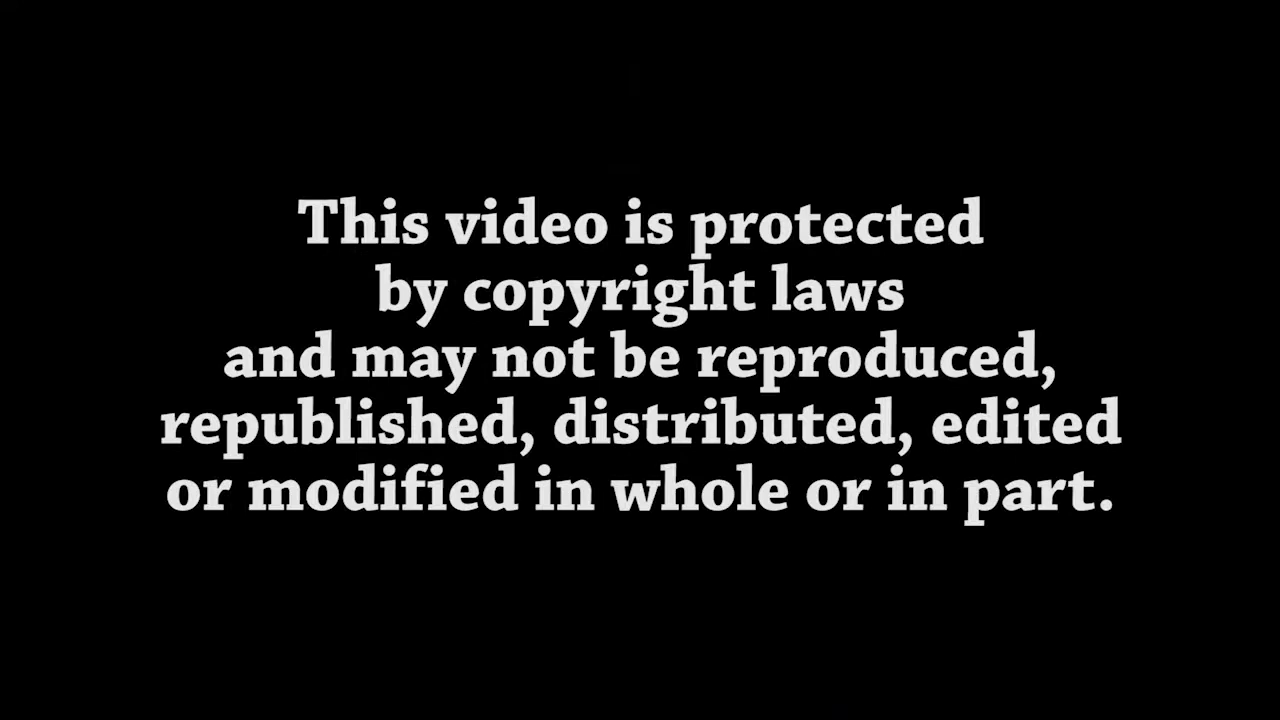 This video is protected
by copyright laws
and may not be reproduced,
republished, distributed, edited
or modified in whole or in part.